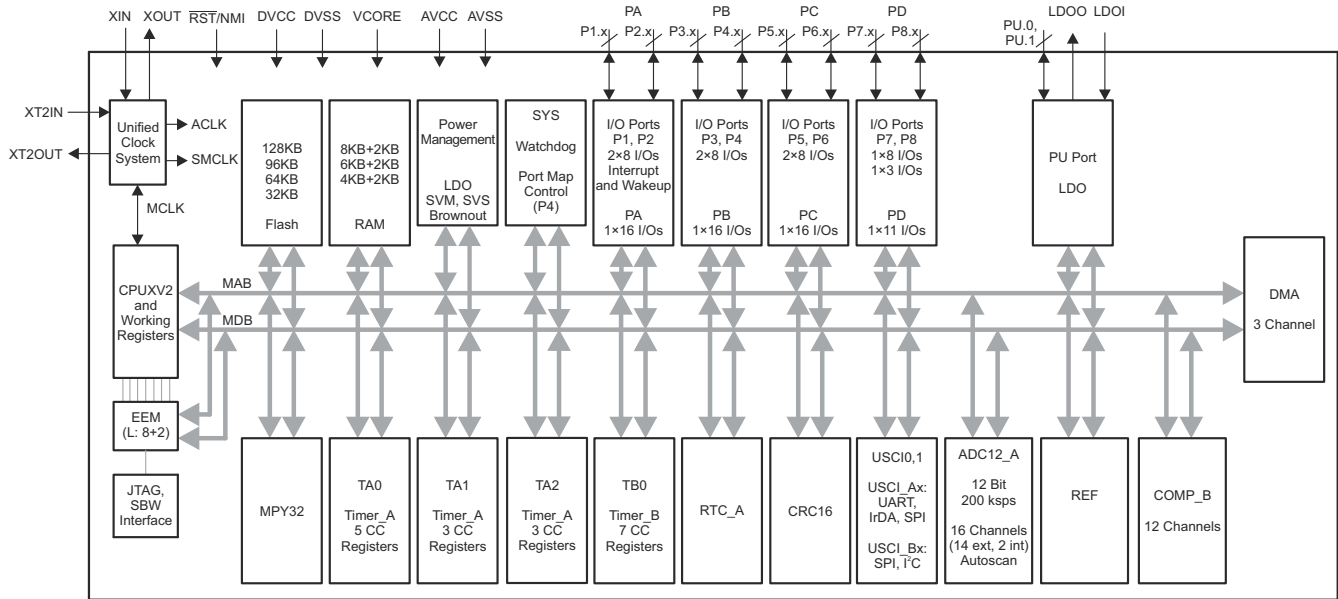 XIN XOUT RST/NMI DVCC DVSS VCORE AVCC AVSS
PA PB PC PD
P1.x P2.x P3.x P4.x P5.x P6.x P7.x P8.x
PU.0,
PU.1
LDOO LDOI
XT2IN
XT2OUT
Unified
Clock
System
ACLK
SMCLK
MCLK
128KB
96KB
64KB
32KB
Flash
8KB+2KB
6KB+2KB
4KB+2KB
RAM
Power
Management
LDO
SVM, SVS
Brownout
SYS
Watchdog
Port Map
Control
(P4)
I/O Ports
P1, P2
2×8 I/Os
Interrupt
and Wakeup
PA
1×16 I/Os
I/O Ports
P3, P4
2×8 I/Os
PB
1×16 I/Os
I/O Ports
P5, P6
2×8 I/Os
PC
1×16 I/Os
I/O Ports
P7, P8
1×8 I/Os
1×3 I/Os
PD
1×11 I/Os
PU Port
LDO
CPUXV2
and
Working
Registers
MAB
MDB
DMA
3 Channel
EEM
(L: 8+2)
JTAG,
SBW
Interface
MPY32
TA0
Timer_A
5 CC
Registers
TA1
Timer_A
3 CC
Registers
TA2
Timer_A
3 CC
Registers
TB0
Timer_B
7 CC
Registers
RTC_A
CRC16
USCI0,1
USCI_Ax:
UART,
IrDA, SPI
USCI_Bx:
SPI, I²C
ADC12_A
12 Bit
200 ksps
16 Channels
(14 ext, 2 int)
Autoscan
REF
COMP_B
12 Channels